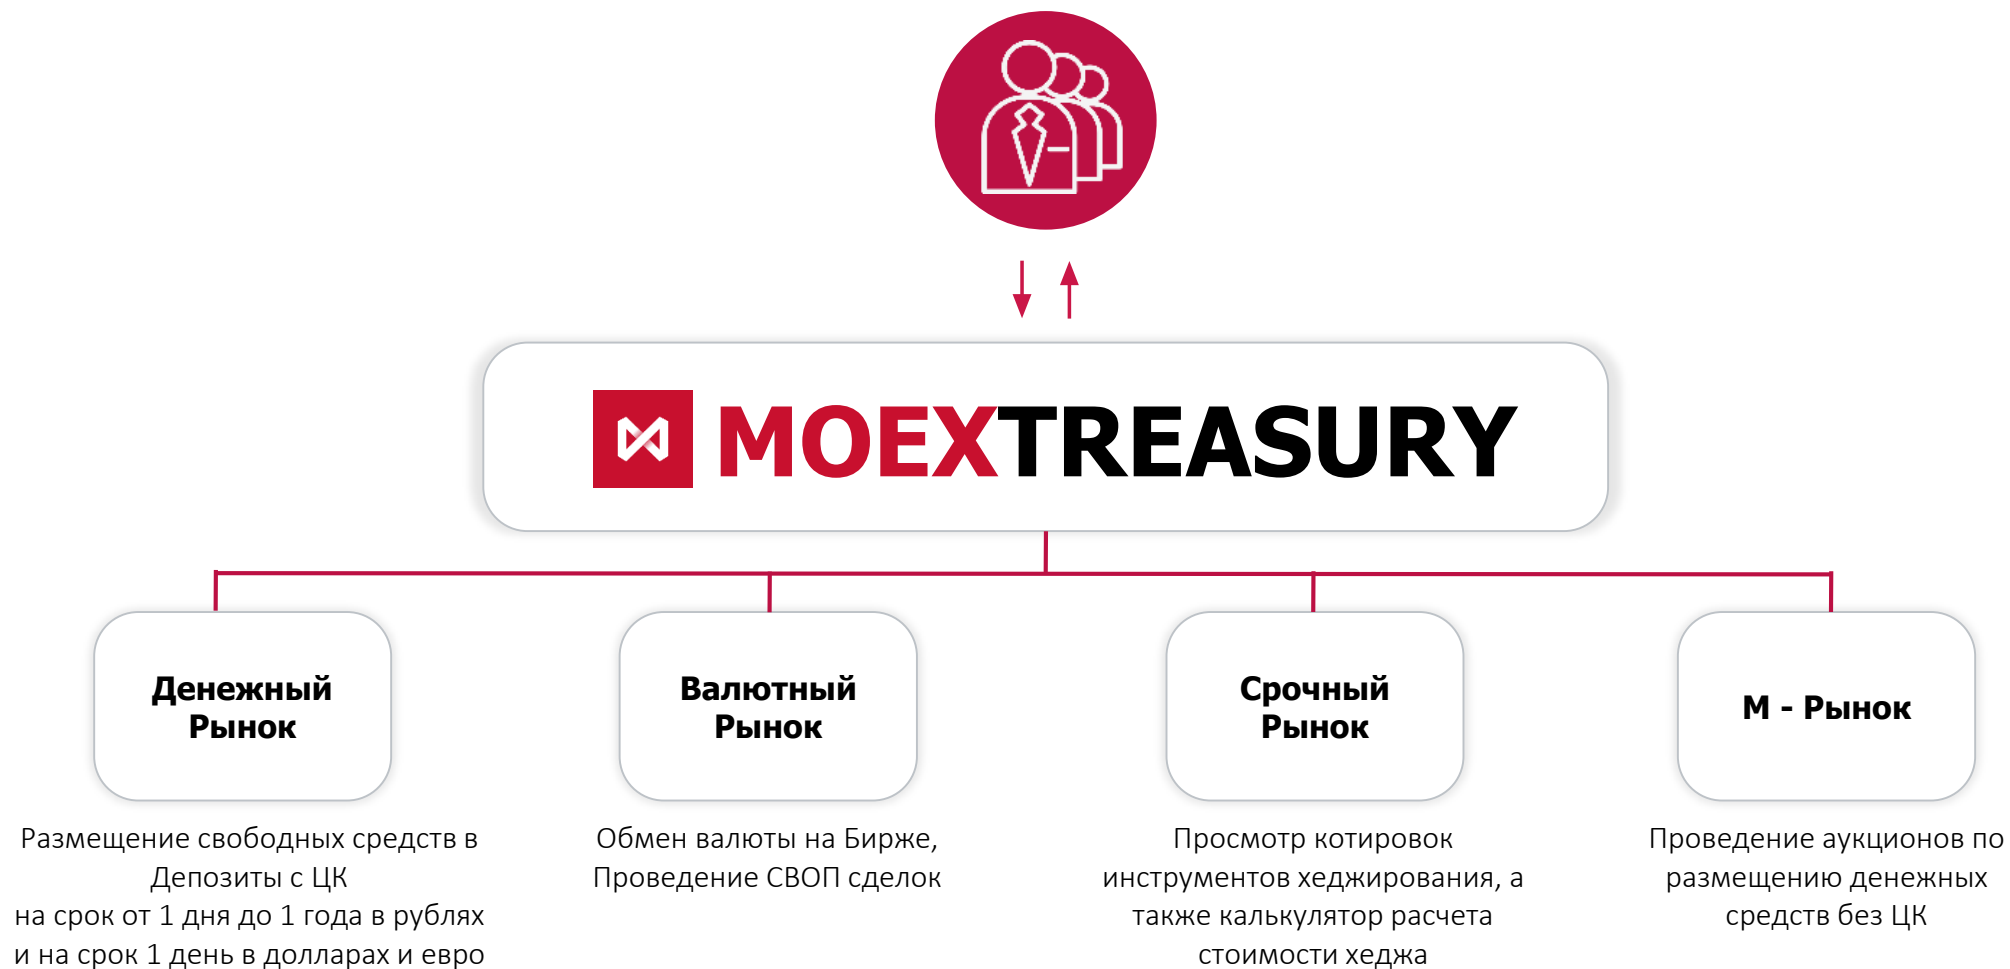 MOEXTREASURY
Денежный
Рынок
Размещение свободных средств в
Депозиты с ЦК
на срок от 1 дня до 1 года в рублях
и на срок 1 день в долларах и евро
Валютный
Рынок
Обмен валюты на Бирже,
Проведение СВОП сделок
Срочный
Рынок
Просмотр котировок
инструментов хеджирования, а
также калькулятор расчета
стоимости хеджа
М - Рынок
Проведение аукционов по
размещению денежных
средств без ЦК